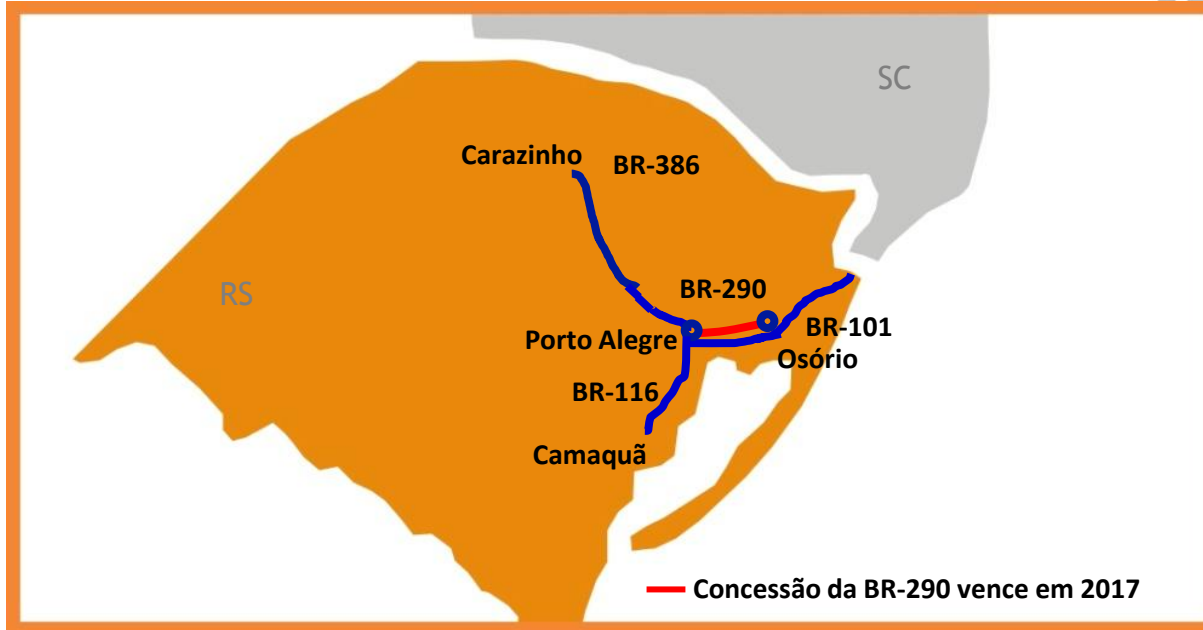 SC
Carazinho
BR-386
RS
BR-290
BR-101
Porto Alegre
Osório
BR-116
Camaquã
Concessão da BR-290 vence em 2017